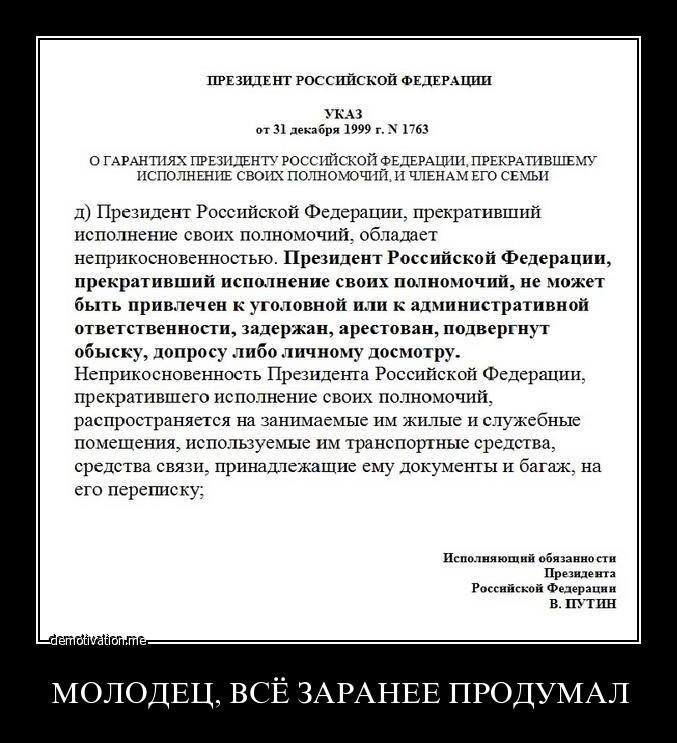 ПРЕЗИДЕНТ РОССИЙСКОЙ ФЕДЕРАЦИИ
УКАЗ
от 31 декабря 1999 г. N 1763
О ГАРАНТИЯХ ПРЕЗИДЕНТУ РОССИЙСКОЙ ФЕДЕРАЦИИ, ПРЕКРАТИВШЕМУ
ИСПОЛНЕНИЕ СВОИХ ПОЛНОМОЧИЙ, И ЧЛЕНАМ ЕГО СЕМЬИ
д) Президент Российской Федерации, прекративший
исполнение своих полномочий, обладает
неприкосновенностью. Президент Российской Федерации,
прекративший исполнение своих полномочий, не может
быть привлечен к уголовной или к административной
ответственности, задержан, арестован, подвергнут
обыску, допросу либо личному досмотру.
Неприкосновенность Президента Российской Федерации,
прекратившего исполнение своих полномочий,
распространяется на занимаемые им жилые и служебные
помещения, используемые им транспортные средства,
средства связи, принадлежащие ему документы и багаж, на
его переписку;
Исполняющий обязанности
Президента
Российской Федерации
В. ПУТИН
demotivation.me
МОЛОДЕЦ, ВСЁ ЗАРАНЕЕ ПРОДУМАЛ